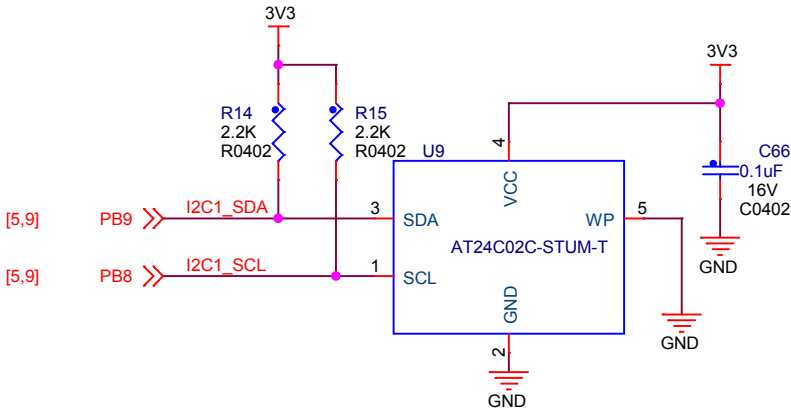 3V3
3V3
R14
2.2K
R0402
R15
2.2K
R0402
U9
4
VCC
C66
0.1uF
16V
C0402
[5,9]
PB9
I2C1_SDA
3
SDA
WP
5
AT24C02C-STUM-T
[5,9]
PB8
I2C1_SCL
1
SCL
GND
GND
2
GND
GND